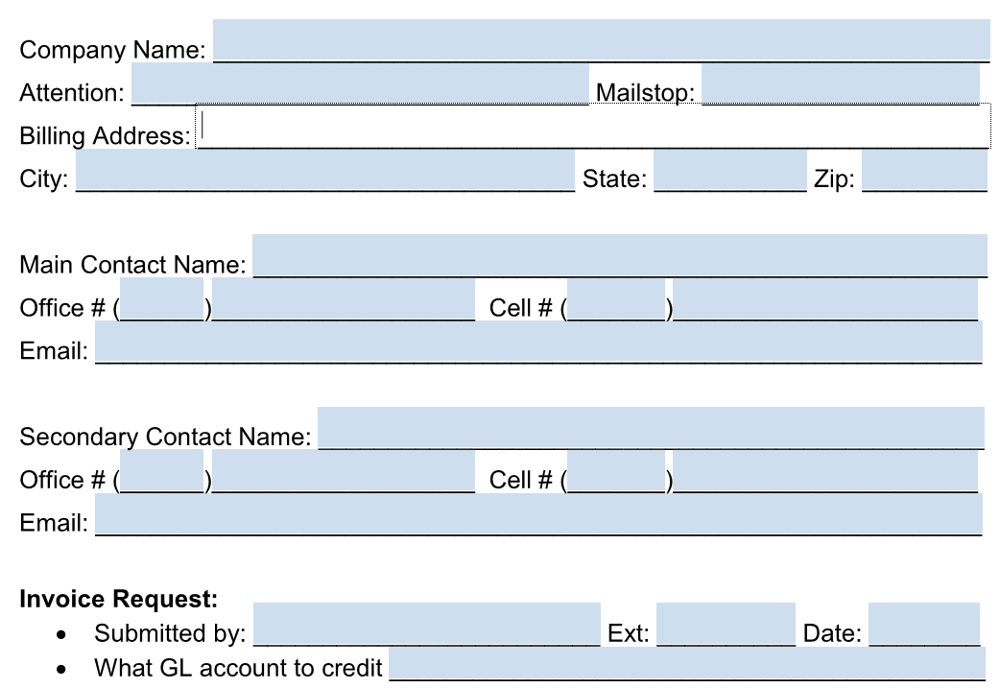 Company Name:
Attention: Mailstop:
Billing Address:
City: State: Zip:
Main Contact Name:
Office # ( ) Cell # ( )
Email:
Secondary Contact Name:
Office # ( ) Cell # ( )
Email:
Invoice Request:
• Submitted by: Ext: Date:
• What GL account to credit